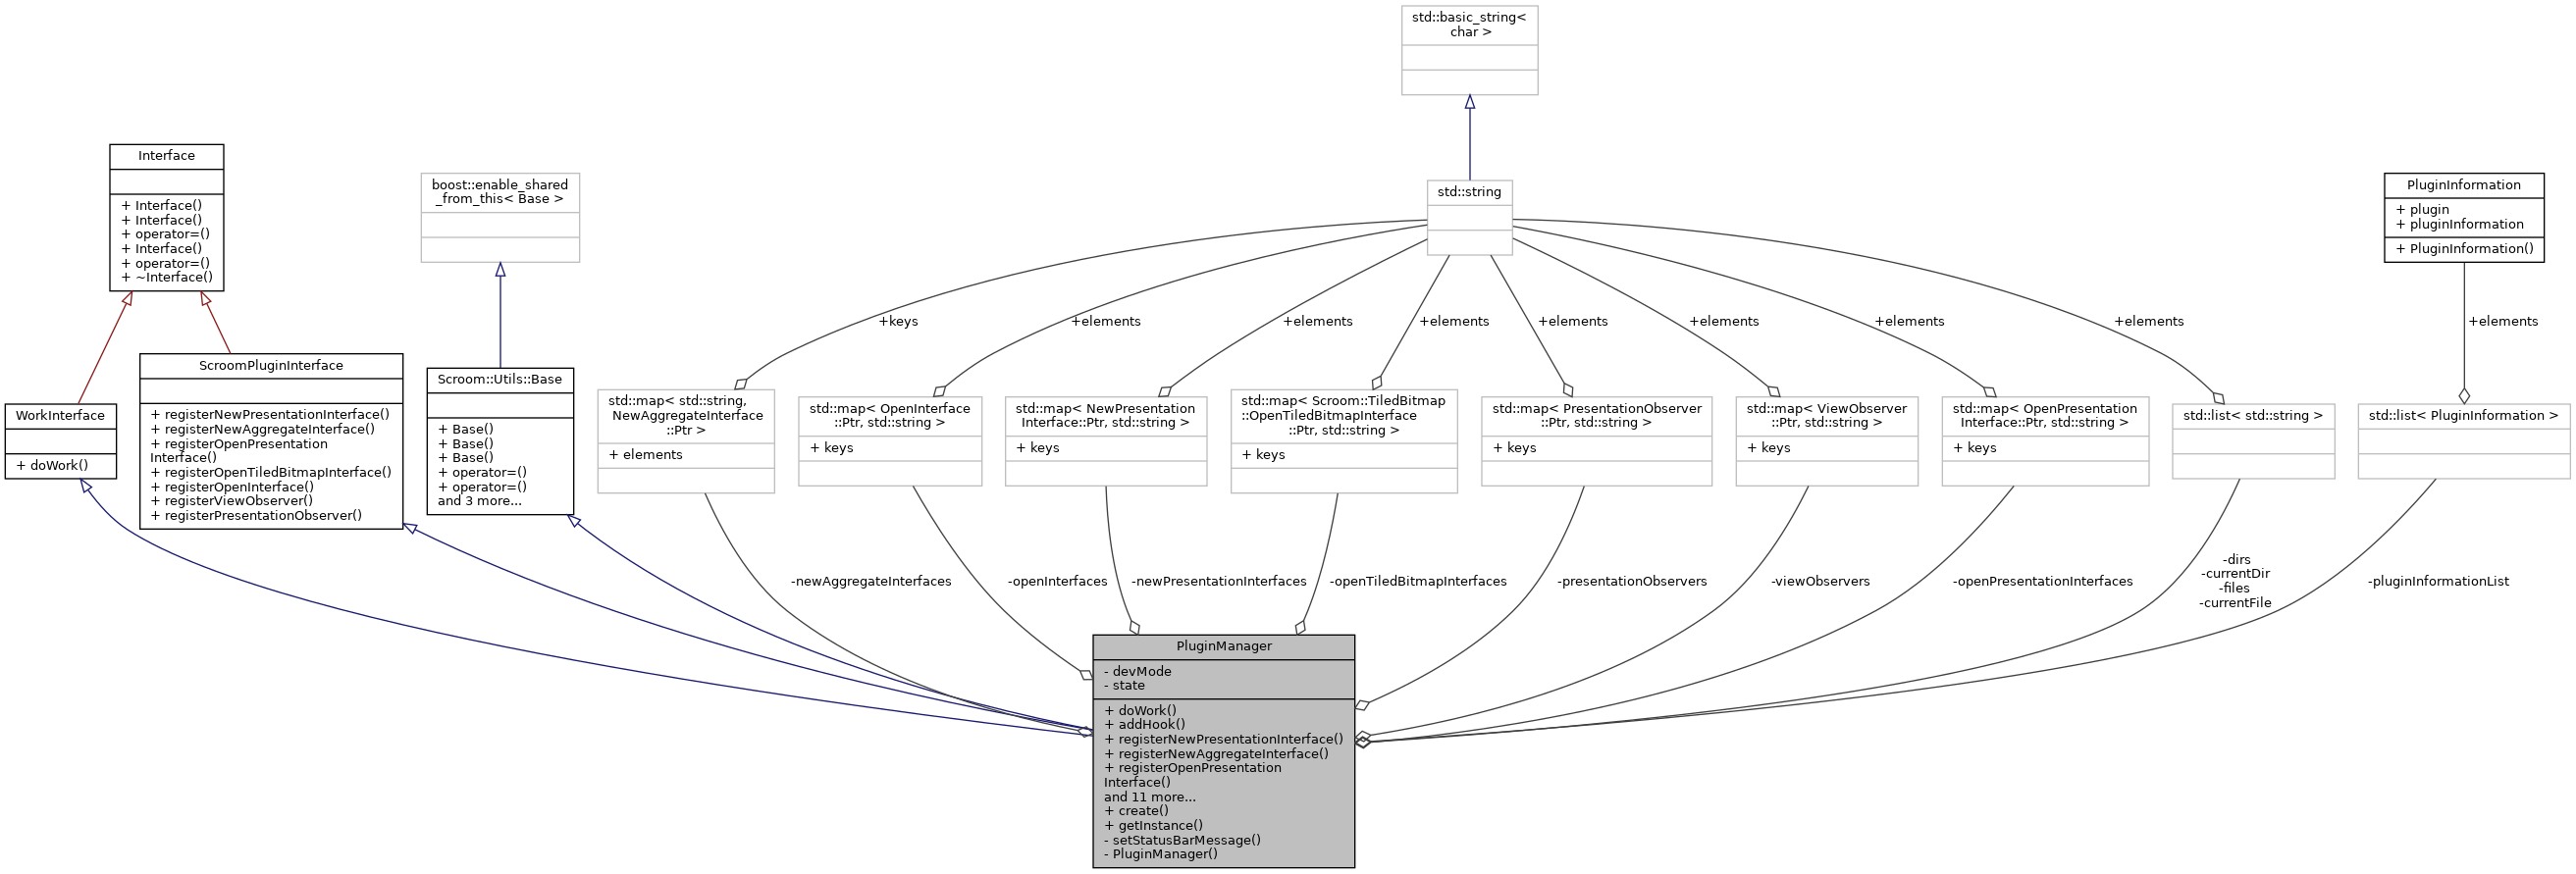 std::basic_string<
char >
Interface
+ Interface()
+ Interface()
+ operator=()
+ Interface()
+ operator=()
+ ~Interface()
boost::enable_shared
_from_this< Base >
std::string
PluginInformation
+ plugin
+ pluginInformation
+ PluginInformation()
+keys
+elements
+elements
+elements
+elements
+elements
+elements
+elements
+elements
WorkInterface
+ doWork()
ScroomPluginInterface
+ registerNewPresentationInterface()
+ registerNewAggregateInterface()
+ registerOpenPresentation
Interface()
+ registerOpenTiledBitmapInterface()
+ registerOpenInterface()
+ registerViewObserver()
+ registerPresentationObserver()
Scroom::Utils::Base
+ Base()
+ Base()
+ Base()
+ operator=()
+ operator=()
and 3 more...
std::map< std::string,
NewAggregateInterface
::Ptr >
+ elements
std::map< OpenInterface
::Ptr, std::string >
+ keys
std::map< NewPresentation
Interface::Ptr, std::string >
+ keys
std::map< Scroom::TiledBitmap
::OpenTiledBitmapInterface
::Ptr, std::string >
+ keys
std::map< PresentationObserver
::Ptr, std::string >
+ keys
std::map< ViewObserver
::Ptr, std::string >
+ keys
std::map< OpenPresentation
Interface::Ptr, std::string >
+ keys
std::list< std::string >
std::list< PluginInformation >
-newAggregateInterfaces
-openInterfaces
-newPresentationInterfaces
-openTiledBitmapInterfaces
-presentationObservers
-viewObservers
-openPresentationInterfaces
-dirs
-currentDir
-files
-currentFile
-pluginInformationList
PluginManager
- devMode
- state
+ doWork()
+ addHook()
+ registerNewPresentationInterface()
+ registerNewAggregateInterface()
+ registerOpenPresentation
Interface()
and 11 more...
+ create()
+ getInstance()
- setStatusBarMessage()
- PluginManager()